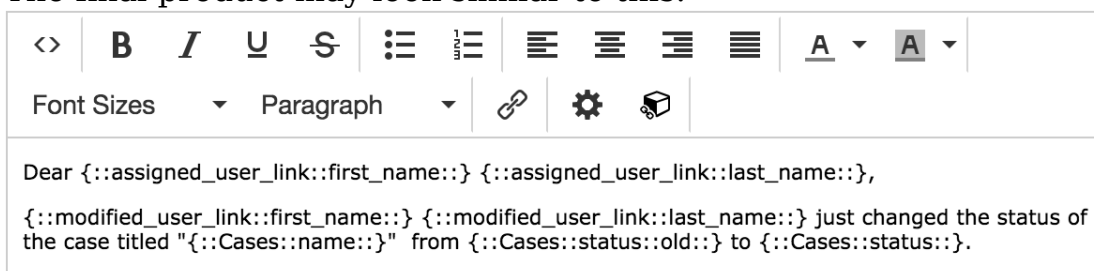 The final product may look similar to this:
B I U S A A
Font Sizes Paragraph
Dear {::assigned_user_link::first_name::} {::assigned_user_link::last_name::},
{::modified_user_link::first_name::} {::modified_user_link::last_name::} just changed the status of
the case titled "{::Cases::name::}" from {::Cases::status::old::} to {::Cases::status::}.